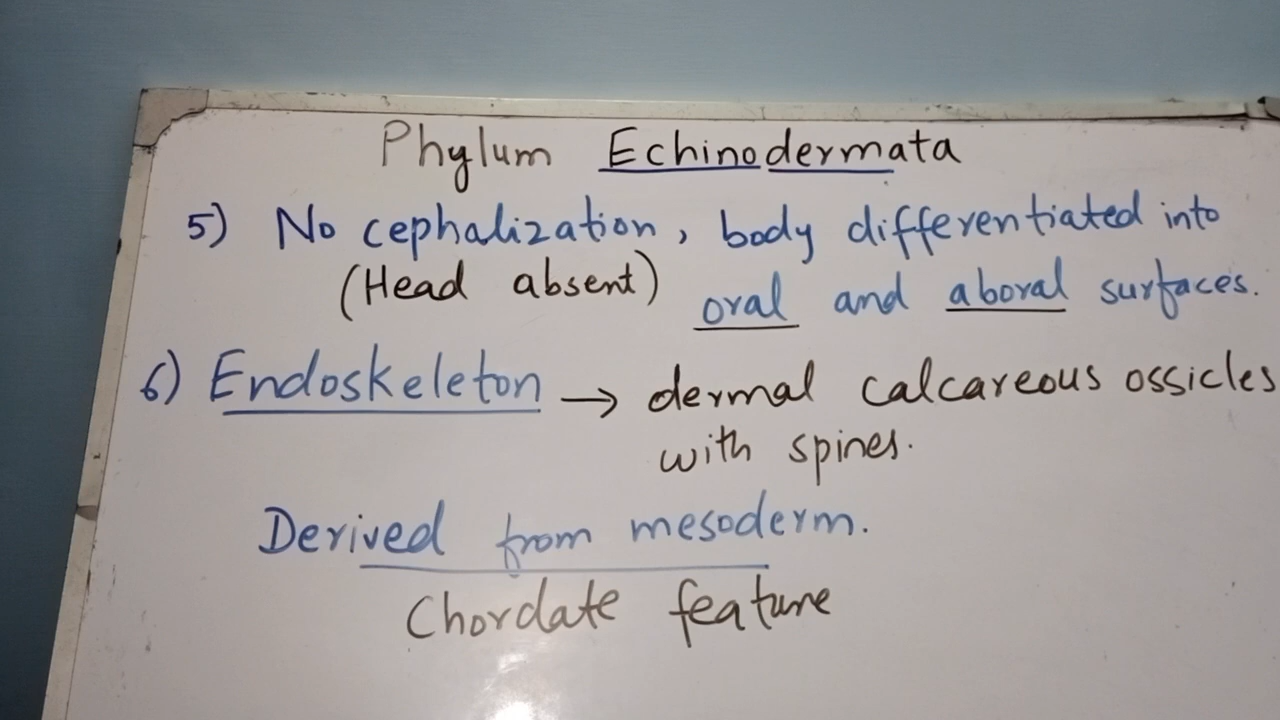 Phylum Echinodermata
5) No cephalization, body differentiated into
(Head absent) oral and aboral surfaces.
6) Endoskeleton → dermal calcareous ossicles
with spines.
Derived from mesoderm.
Chordate feature